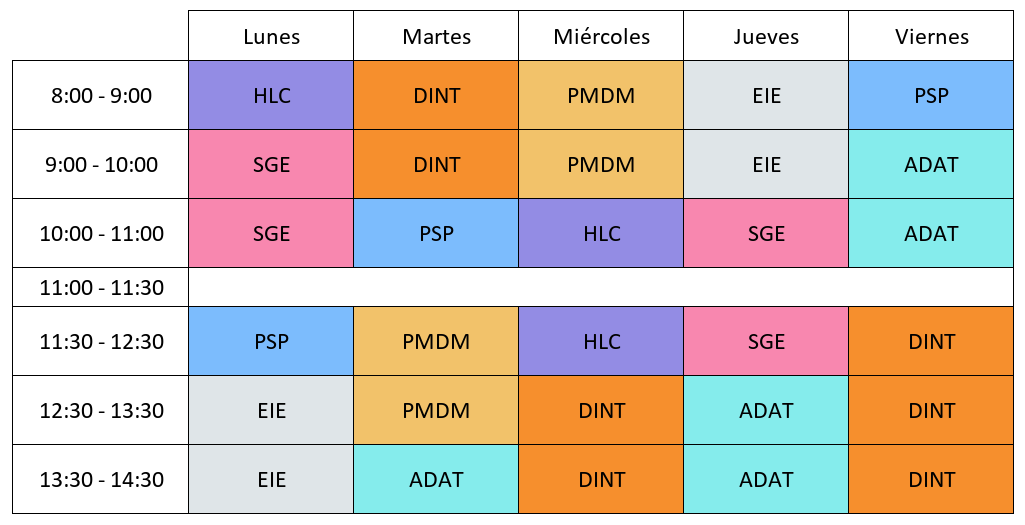 Lunes Martes Miércoles Jueves Viernes
8:00 - 9:00 HLC DINT PMDM EIE PSP
9:00 - 10:00 SGE DINT PMDM EIE ADAT
10:00 - 11:00 SGE PSP HLC SGE ADAT
11:00 - 11:30
11:30 - 12:30 PSP PMDM HLC SGE DINT
12:30 - 13:30 EIE PMDM DINT ADAT DINT
13:30 - 14:30 EIE ADAT DINT ADAT DINT